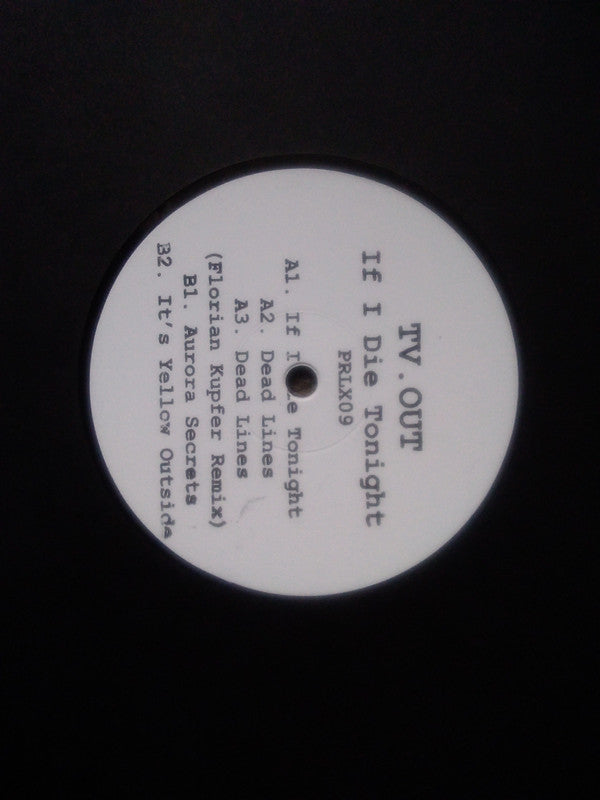 TV.OUT
If I Die Tonight
PRLX09
A1. If I Die Tonight
A2. Dead Lines
A3. Dead Lines
(Florian Kupfer Remix)
B1. Aurora Secrets
B2. It's Yellow Outside